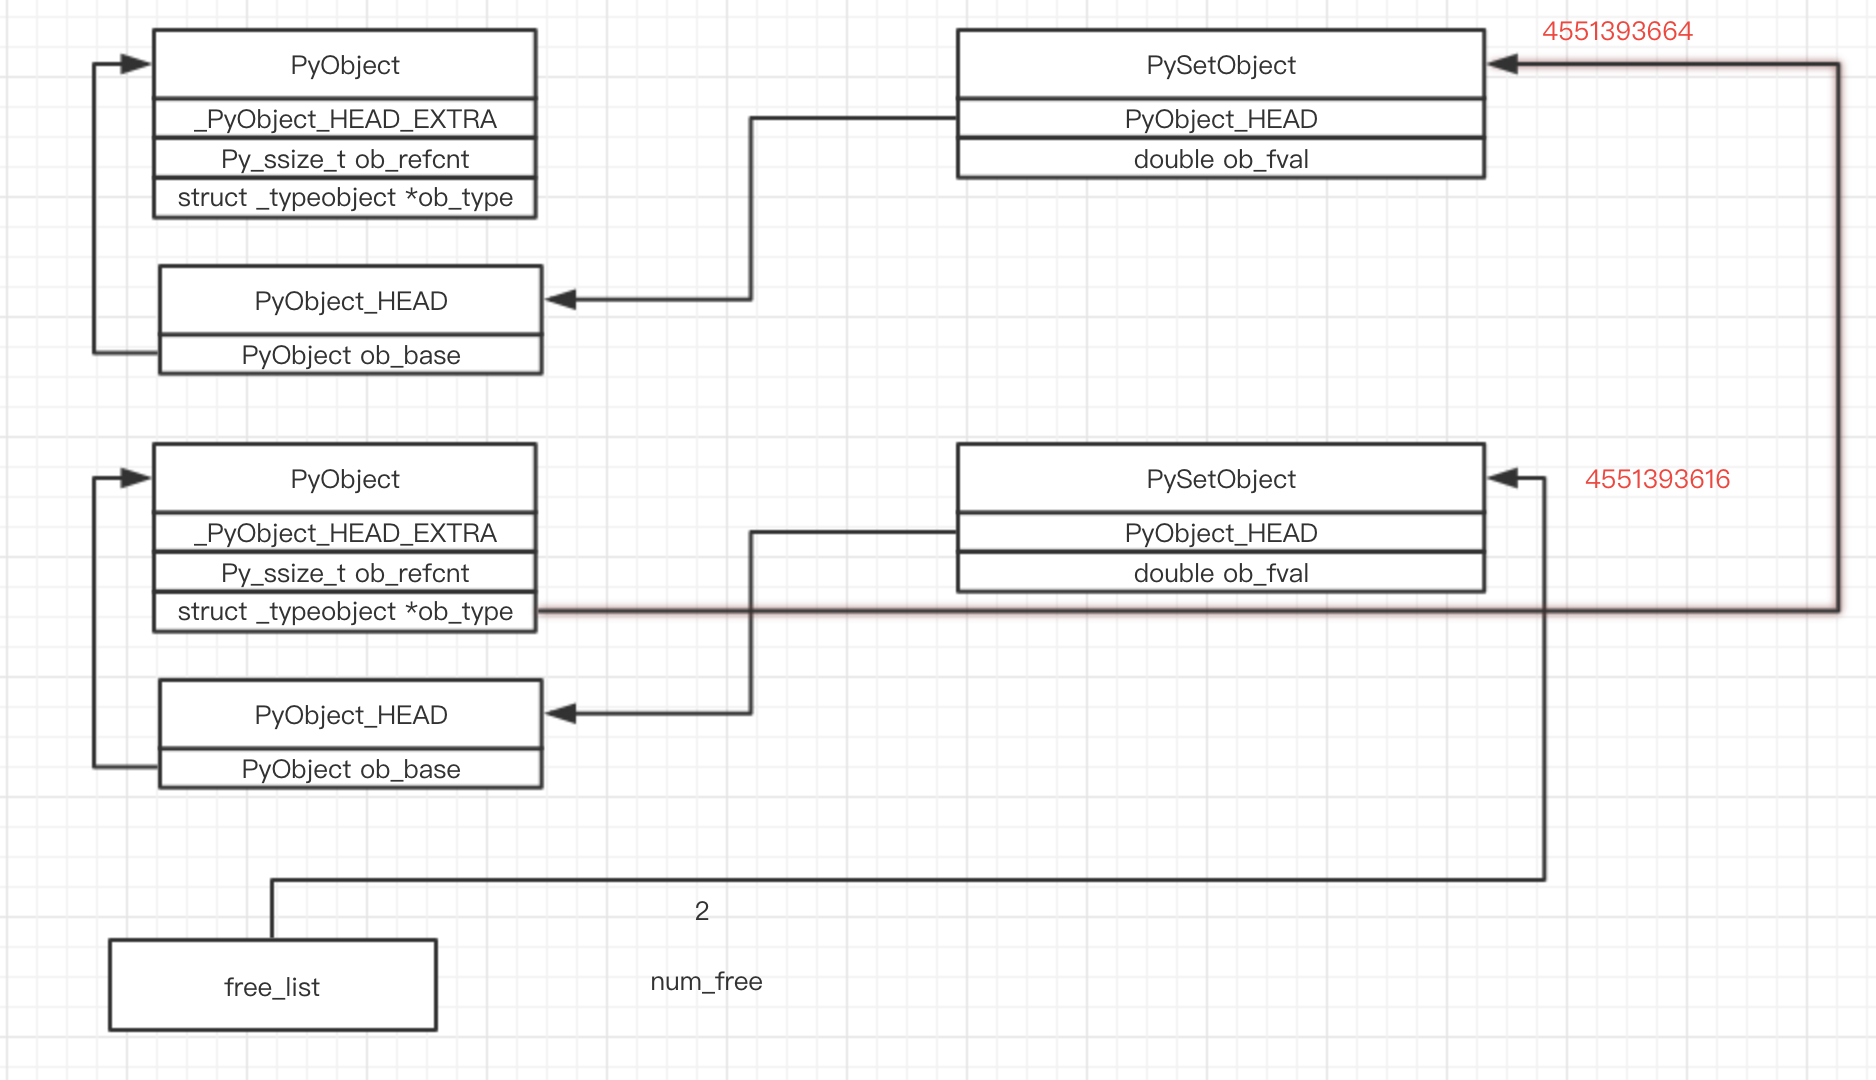 4551393664
PyObject
PySetObject
_PyObject_HEAD_EXTRA
PyObject_HEAD
Py_ssize_t ob_refcnt
double ob_fval
struct _typeobject *ob_type
PyObject_HEAD
PyObject ob_base
PyObject
PySetObject
4551393616
_PyObject_HEAD_EXTRA
PyObject_HEAD
Py_ssize_t ob_refcnt
double ob_fval
struct _typeobject *ob_type
PyObject_HEAD
PyObject ob_base
2
free_list
num_free